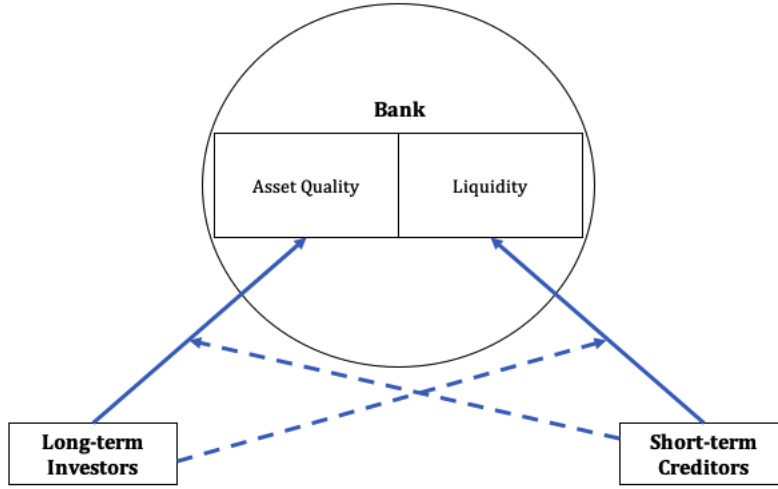 Bank
Asset Quality
Liquidity
Long-term
Investors
Short-term
Creditors